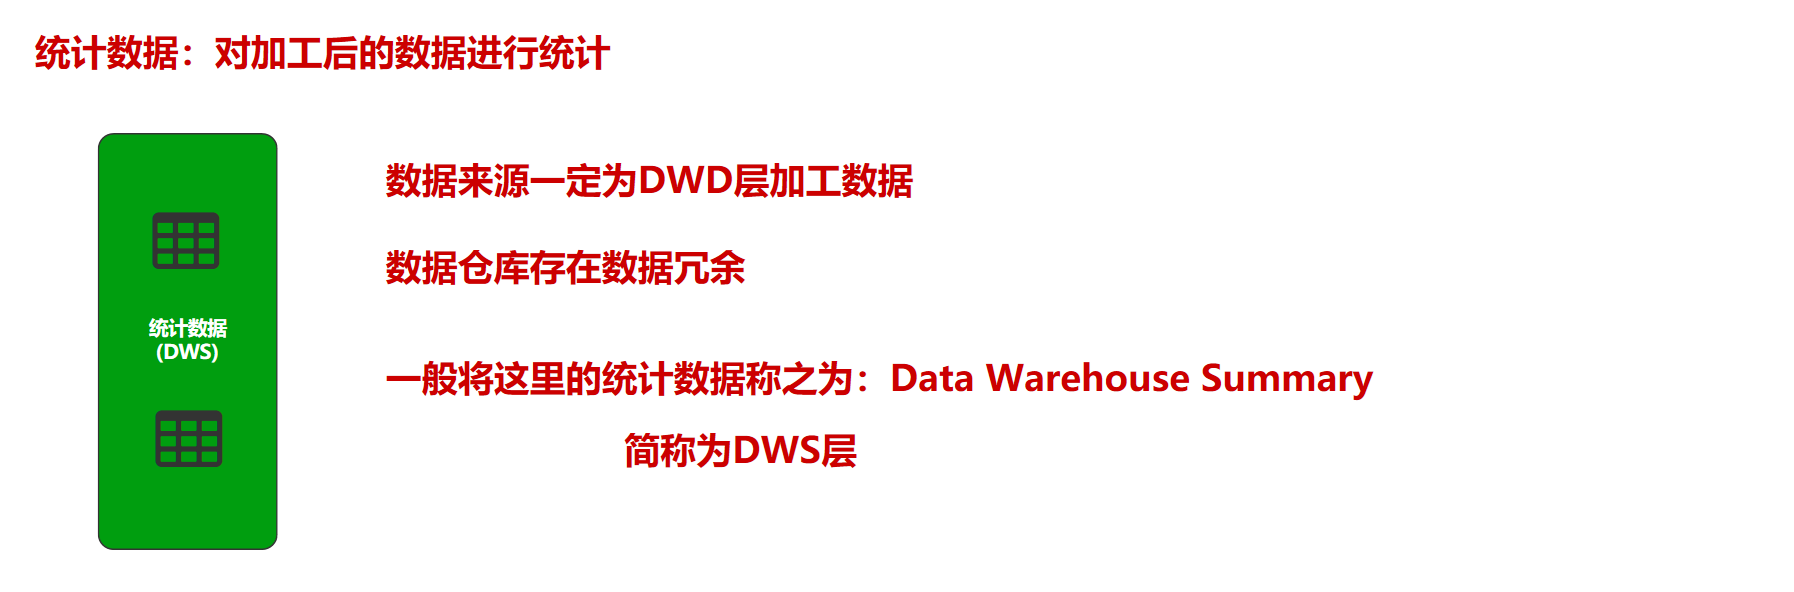 统计数据：对加工后的数据进行统计
数据来源一定为DWD层加工数据
数据仓库存在数据冗余
统计数据
(DWS)
一般将这里的统计数据称之为：Data Warehouse Summary
简称为DWS层